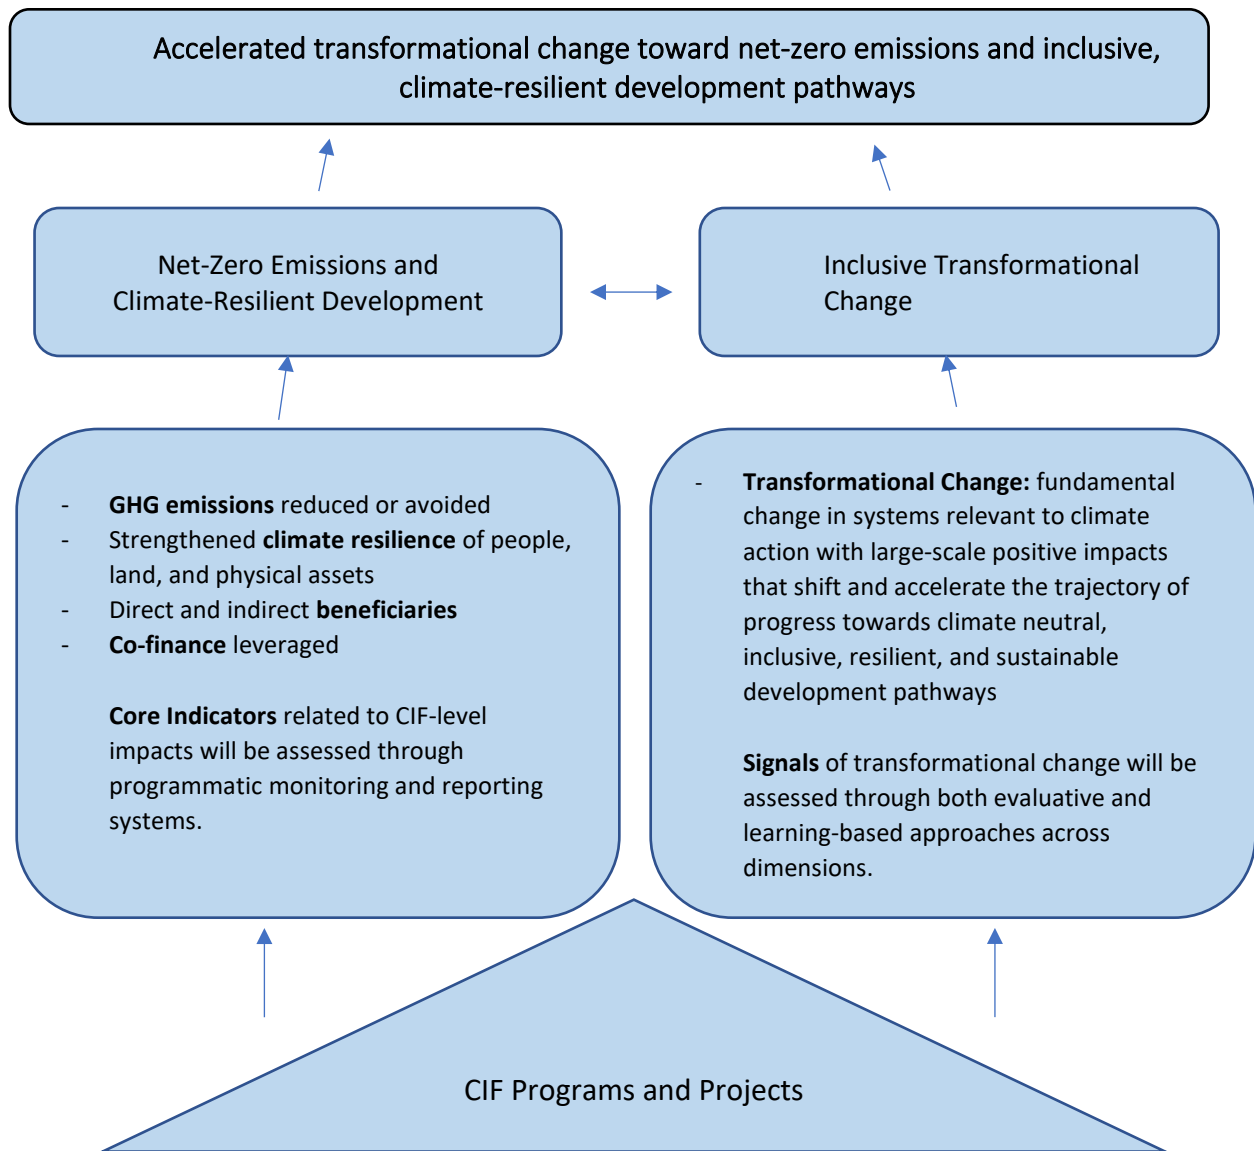 Accelerated transformational change toward net-zero emissions and inclusive,
climate-resilient development pathways
Net-Zero Emissions and
Climate-Resilient Development
Inclusive Transformational
Change
- GHG emissions reduced or avoided
- Strengthened climate resilience of people,
land, and physical assets
- Direct and indirect beneficiaries
- Co-finance leveraged
Core Indicators related to CIF-level
impacts will be assessed through
programmatic monitoring and reporting
systems.
- Transformational Change: fundamental
change in systems relevant to climate
action with large-scale positive impacts
that shift and accelerate the trajectory of
progress towards climate neutral,
inclusive, resilient, and sustainable
development pathways
Signals of transformational change will be
assessed through both evaluative and
learning-based approaches across
dimensions.
CIF Programs and Projects